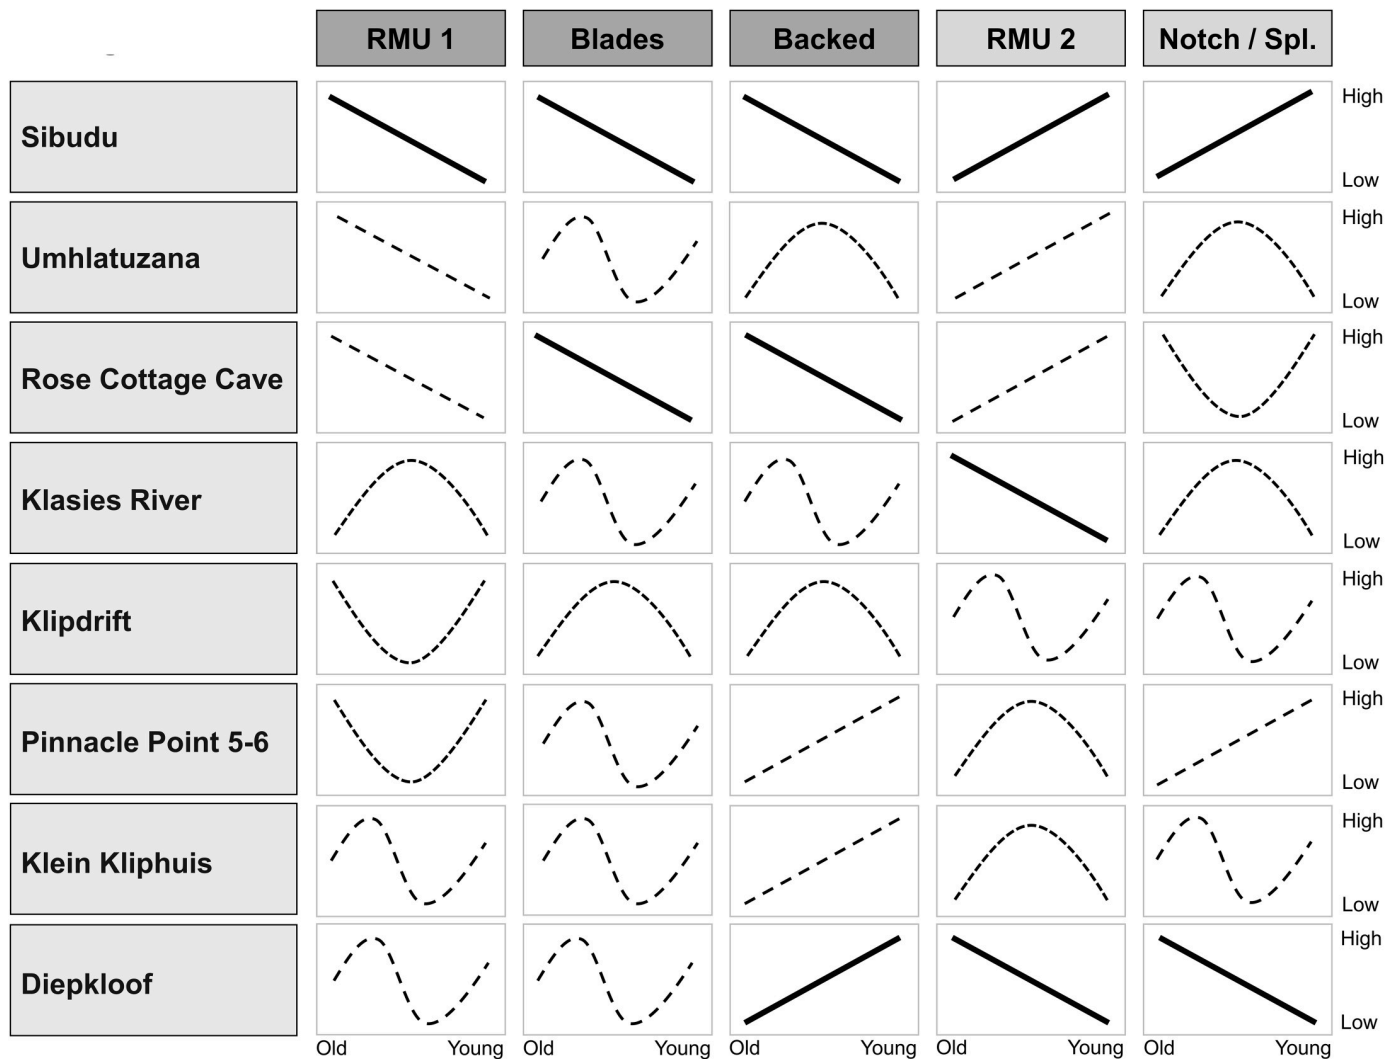 RMU 1 Blades Backed RMU 2 Notch / Spl.
Sibudu High
Low
Umhlatuzana High
Low
Rose Cottage Cave High
Low
Klasies River High
Low
Klipdrift High
Low
Pinnacle Point 5-6 High
Low
Klein Kliphuis High
Low
Diepkloof High
Low
Old Young Old Young Old Young Old Young Old Young